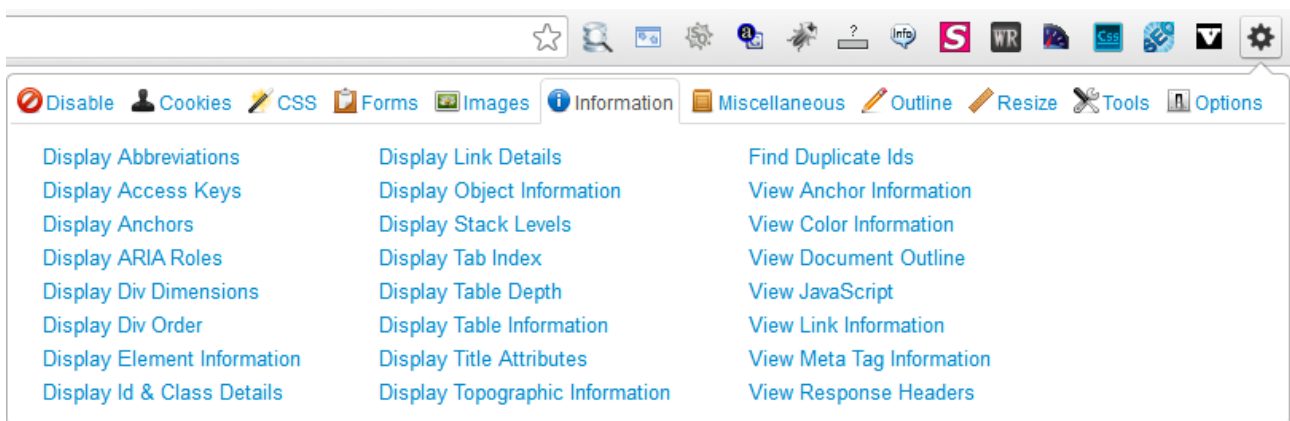 ? Info S WR Css V
Disable Cookies CSS Forms Images Information Miscellaneous Outline Resize Tools Options
Display Abbreviations Display Link Details Find Duplicate Ids
Display Access Keys Display Object Information View Anchor Information
Display Anchors Display Stack Levels View Color Information
Display ARIA Roles Display Tab Index View Document Outline
Display Div Dimensions Display Table Depth View JavaScript
Display Div Order Display Table Information View Link Information
Display Element Information Display Title Attributes View Meta Tag Information
Display Id & Class Details Display Topographic Information View Response Headers